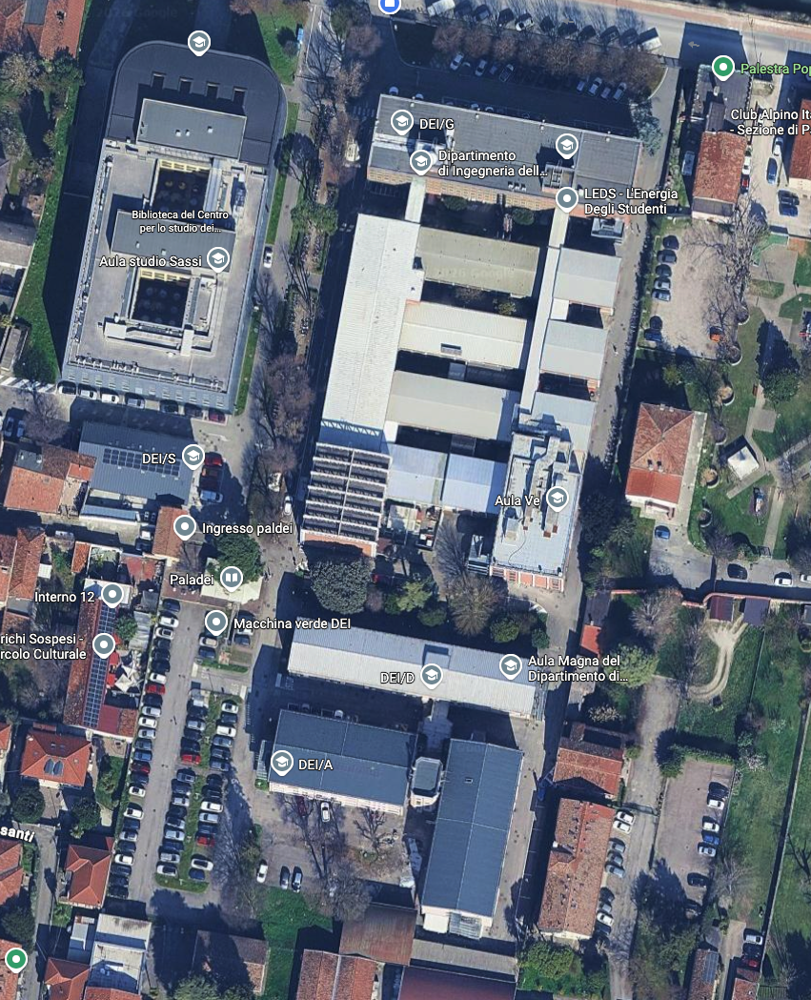 Palestra Pop
Club Alpino Ita
- Sezione di P.
DEI/G
Dipartimento
di Ingegneria dell...
LEDS - L'Energia
Degli Studenti
Biblioteca del Centro
per lo studio dei...
Aula studio Sassi
DEI/S
Aula Ve
Ingresso paldei
Paladei
Interno 12
Macchina verde DEI
richi Sospesi -
rcolo Culturale
DEI/D
Aula Magna del
Dipartimento di...
DEI/A
santi